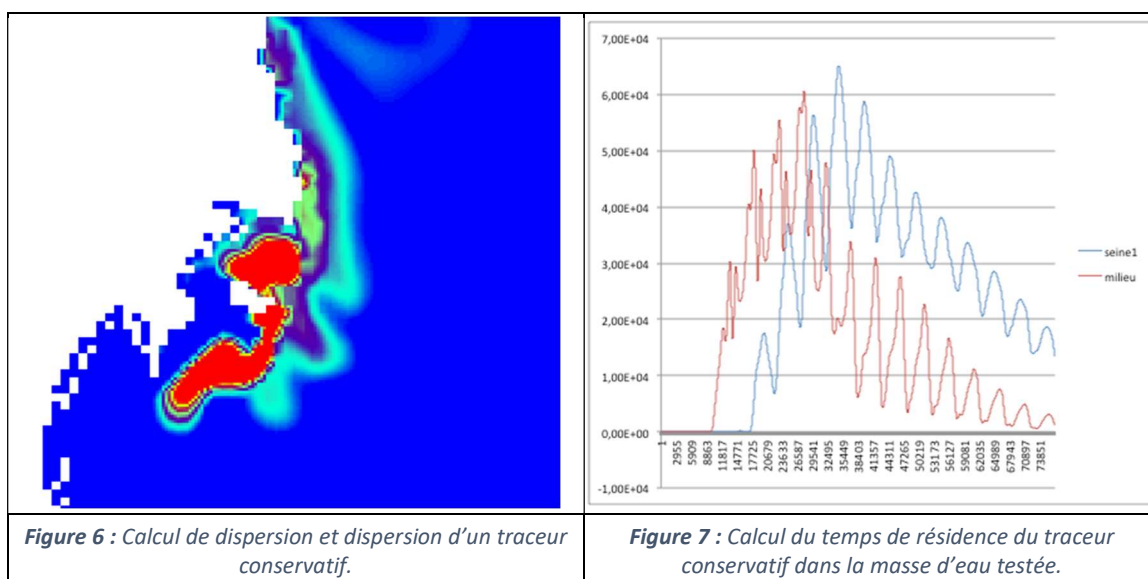 7,00E+04
6,00E+04
5,00E+04
4,00E+04
3,00E+04
2,00E+04
1,00E+04
0,00E+00
-1,00E+04
1
2955
5909
8863
11817
14771
17725
20679
23633
26587
29541
32495
35449
38403
41357
44311
47265
50219
53173
56127
59081
62035
64989
67943
70897
73851
seine1
milieu
Figure 6 : Calcul de dispersion et dispersion d’un traceur
conservatif.
Figure 7 : Calcul du temps de résidence du traceur
conservatif dans la masse d’eau testée.